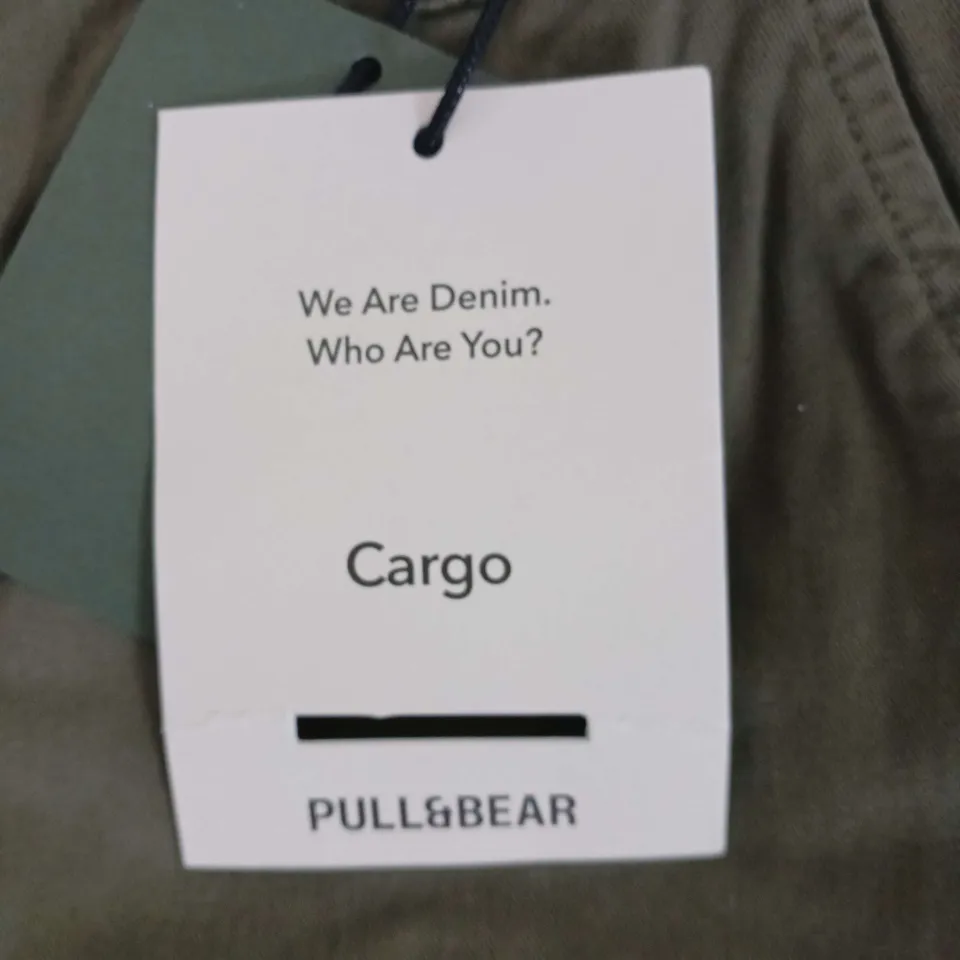 We Are Denim.
Who Are You?
Cargo
PULL&BEAR